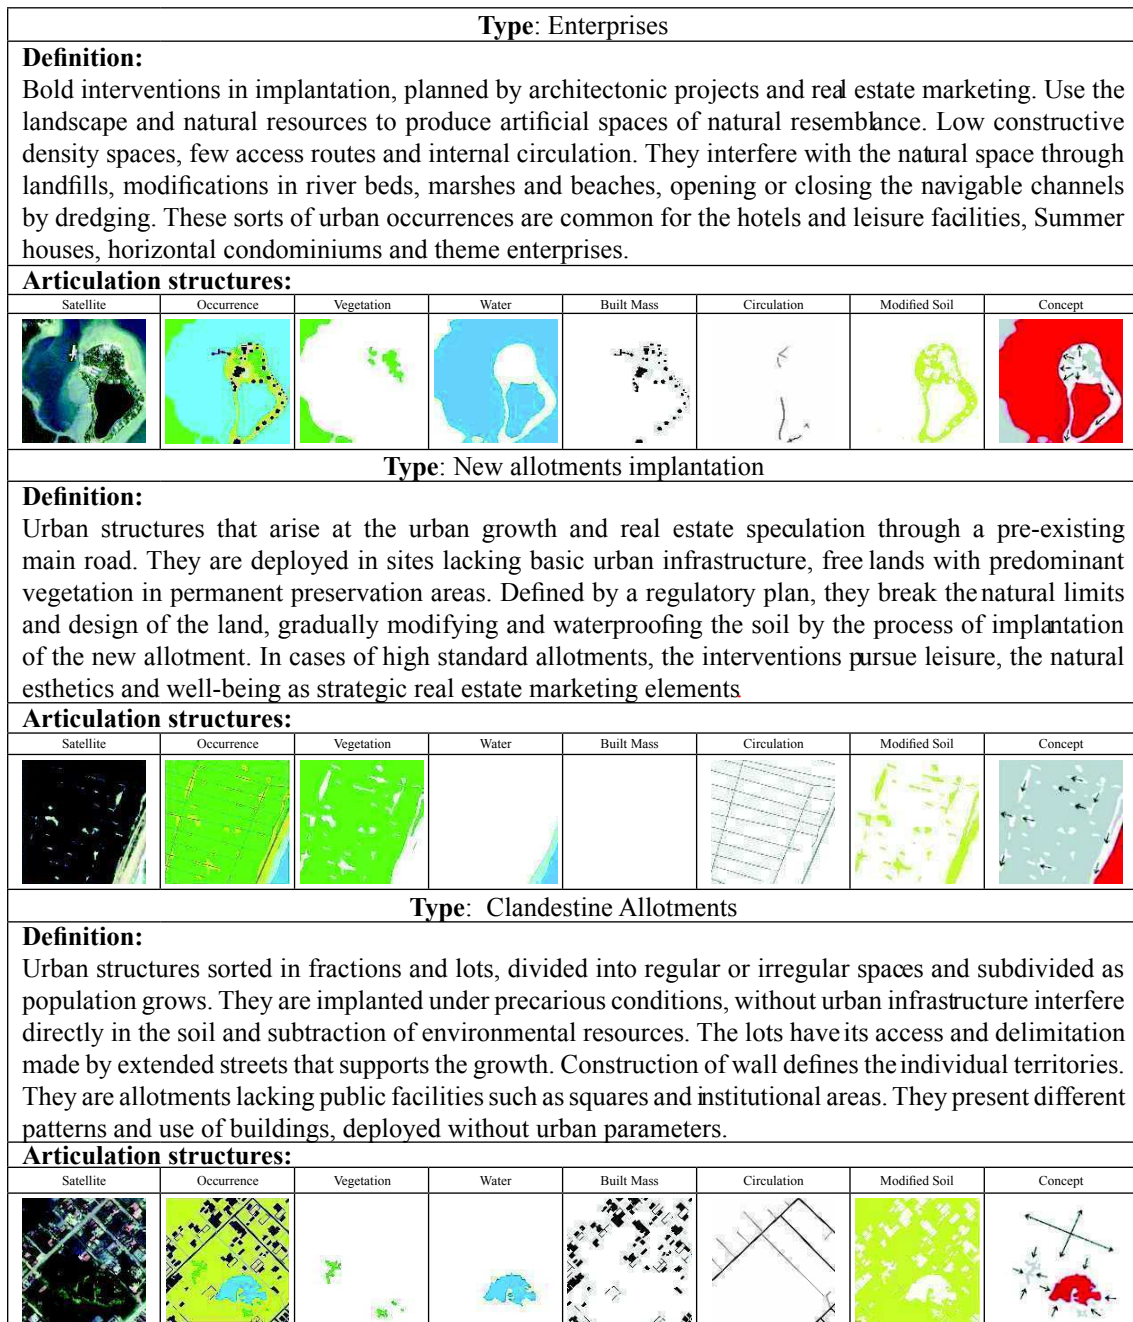 Type: Enterprises
Definition:
Bold interventions in implantation, planned by architectonic projects and real estate marketing. Use the
landscape and natural resources to produce artificial spaces of natural resemblance. Low constructive
density spaces, few access routes and internal circulation. They interfere with the natural space through
landfills, modifications in river beds, marshes and beaches, opening or closing the navigable channels
by dredging. These sorts of urban occurrences are common for the hotels and leisure facilities, Summer
houses, horizontal condominiums and theme enterprises.
Articulation structures:
Satellite Occurrence Vegetation Water Built Mass Circulation Modified Soil Concept
Type: New allotments implantation
Definition:
Urban structures that arise at the urban growth and real estate speculation through a pre-existing
main road. They are deployed in sites lacking basic urban infrastructure, free lands with predominant
vegetation in permanent preservation areas. Defined by a regulatory plan, they break the natural limits
and design of the land, gradually modifying and waterproofing the soil by the process of implantation
of the new allotment. In cases of high standard allotments, the interventions pursue leisure, the natural
esthetics and well-being as strategic real estate marketing elements.
Articulation structures:
Satellite Occurrence Vegetation Water Built Mass Circulation Modified Soil Concept
Type: Clandestine Allotments
Definition:
Urban structures sorted in fractions and lots, divided into regular or irregular spaces and subdivided as
population grows. They are implanted under precarious conditions, without urban infrastructure interfere
directly in the soil and subtraction of environmental resources. The lots have its access and delimitation
made by extended streets that supports the growth. Construction of wall defines the individual territories.
They are allotments lacking public facilities such as squares and institutional areas. They present different
patterns and use of buildings, deployed without urban parameters.
Articulation structures:
Satellite Occurrence Vegetation Water Built Mass Circulation Modified Soil Concept